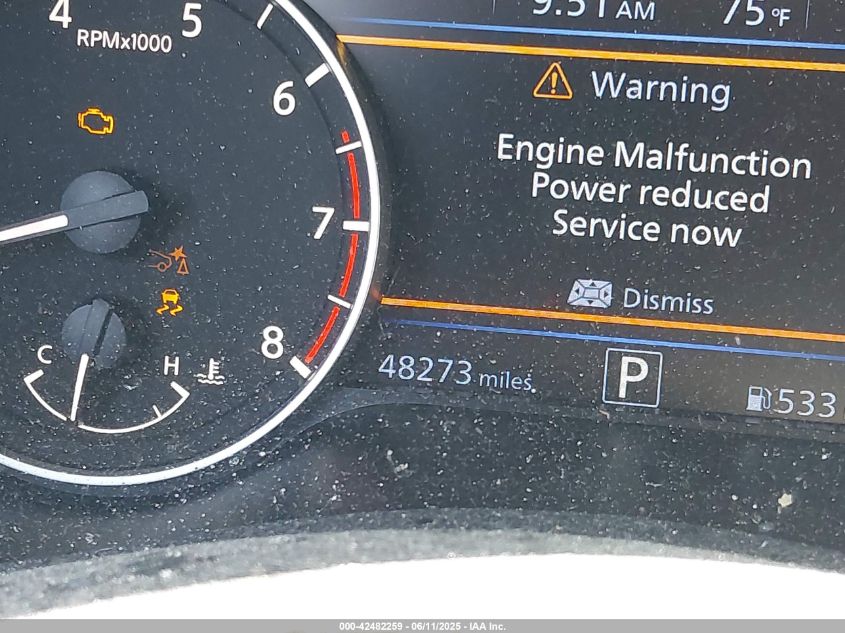 4
5
RPMx1000
6
7
8
C
H
9:51 AM
75°F
Warning
Engine Malfunction
Power reduced
Service now
Dismiss
48273 miles
P
533
000-42482259 - 06/11/2025 - IAA Inc.